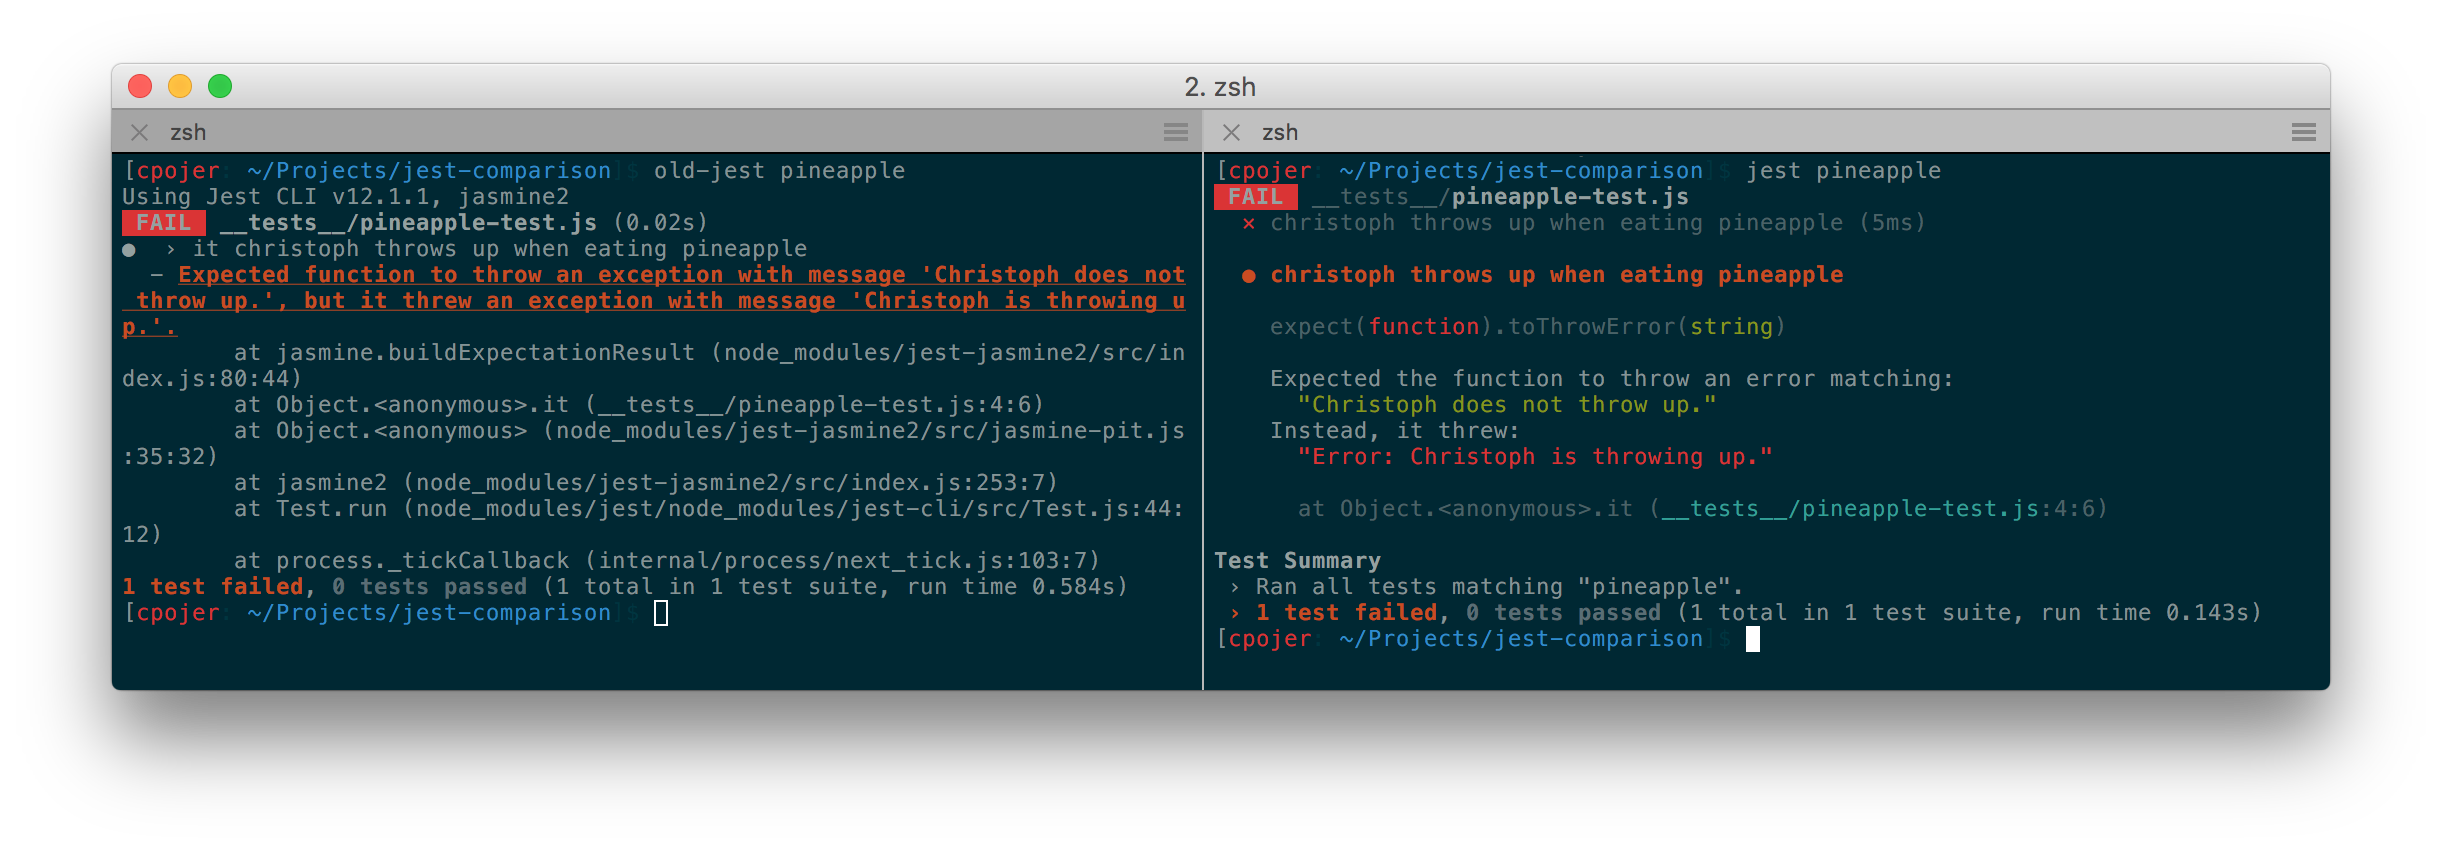 2. zsh
zsh
[cpojer: ~/Projects/jest-comparison]$ old-jest pineapple
Using Jest CLI v12.1.1, jasmine2
FAIL __tests__/pineapple-test.js (0.02s)
● › it christoph throws up when eating pineapple
- Expected function to throw an exception with message 'Christoph does not
throw up.', but it threw an exception with message 'Christoph is throwing u
p.'.
at jasmine.buildExpectationResult (node_modules/jest-jasmine2/src/in
dex.js:80:44)
at Object.<anonymous>.it (__tests__/pineapple-test.js:4:6)
at Object.<anonymous> (node_modules/jest-jasmine2/src/jasmine-pit.js
:35:32)
at jasmine2 (node_modules/jest-jasmine2/src/index.js:253:7)
at Test.run (node_modules/jest/node_modules/jest-cli/src/Test.js:44:
12)
at process._tickCallback (internal/process/next_tick.js:103:7)
1 test failed, 0 tests passed (1 total in 1 test suite, run time 0.584s)
[cpojer: ~/Projects/jest-comparison]$
zsh
[cpojer: ~/Projects/jest-comparison]$ jest pineapple
FAIL __tests__/pineapple-test.js
× christoph throws up when eating pineapple (5ms)
● christoph throws up when eating pineapple
expect(function).toThrowError(string)
Expected the function to throw an error matching:
"Christoph does not throw up."
Instead, it threw:
"Error: Christoph is throwing up."
at Object.<anonymous>.it (__tests__/pineapple-test.js:4:6)
Test Summary
› Ran all tests matching "pineapple".
› 1 test failed, 0 tests passed (1 total in 1 test suite, run time 0.143s)
[cpojer: ~/Projects/jest-comparison]$